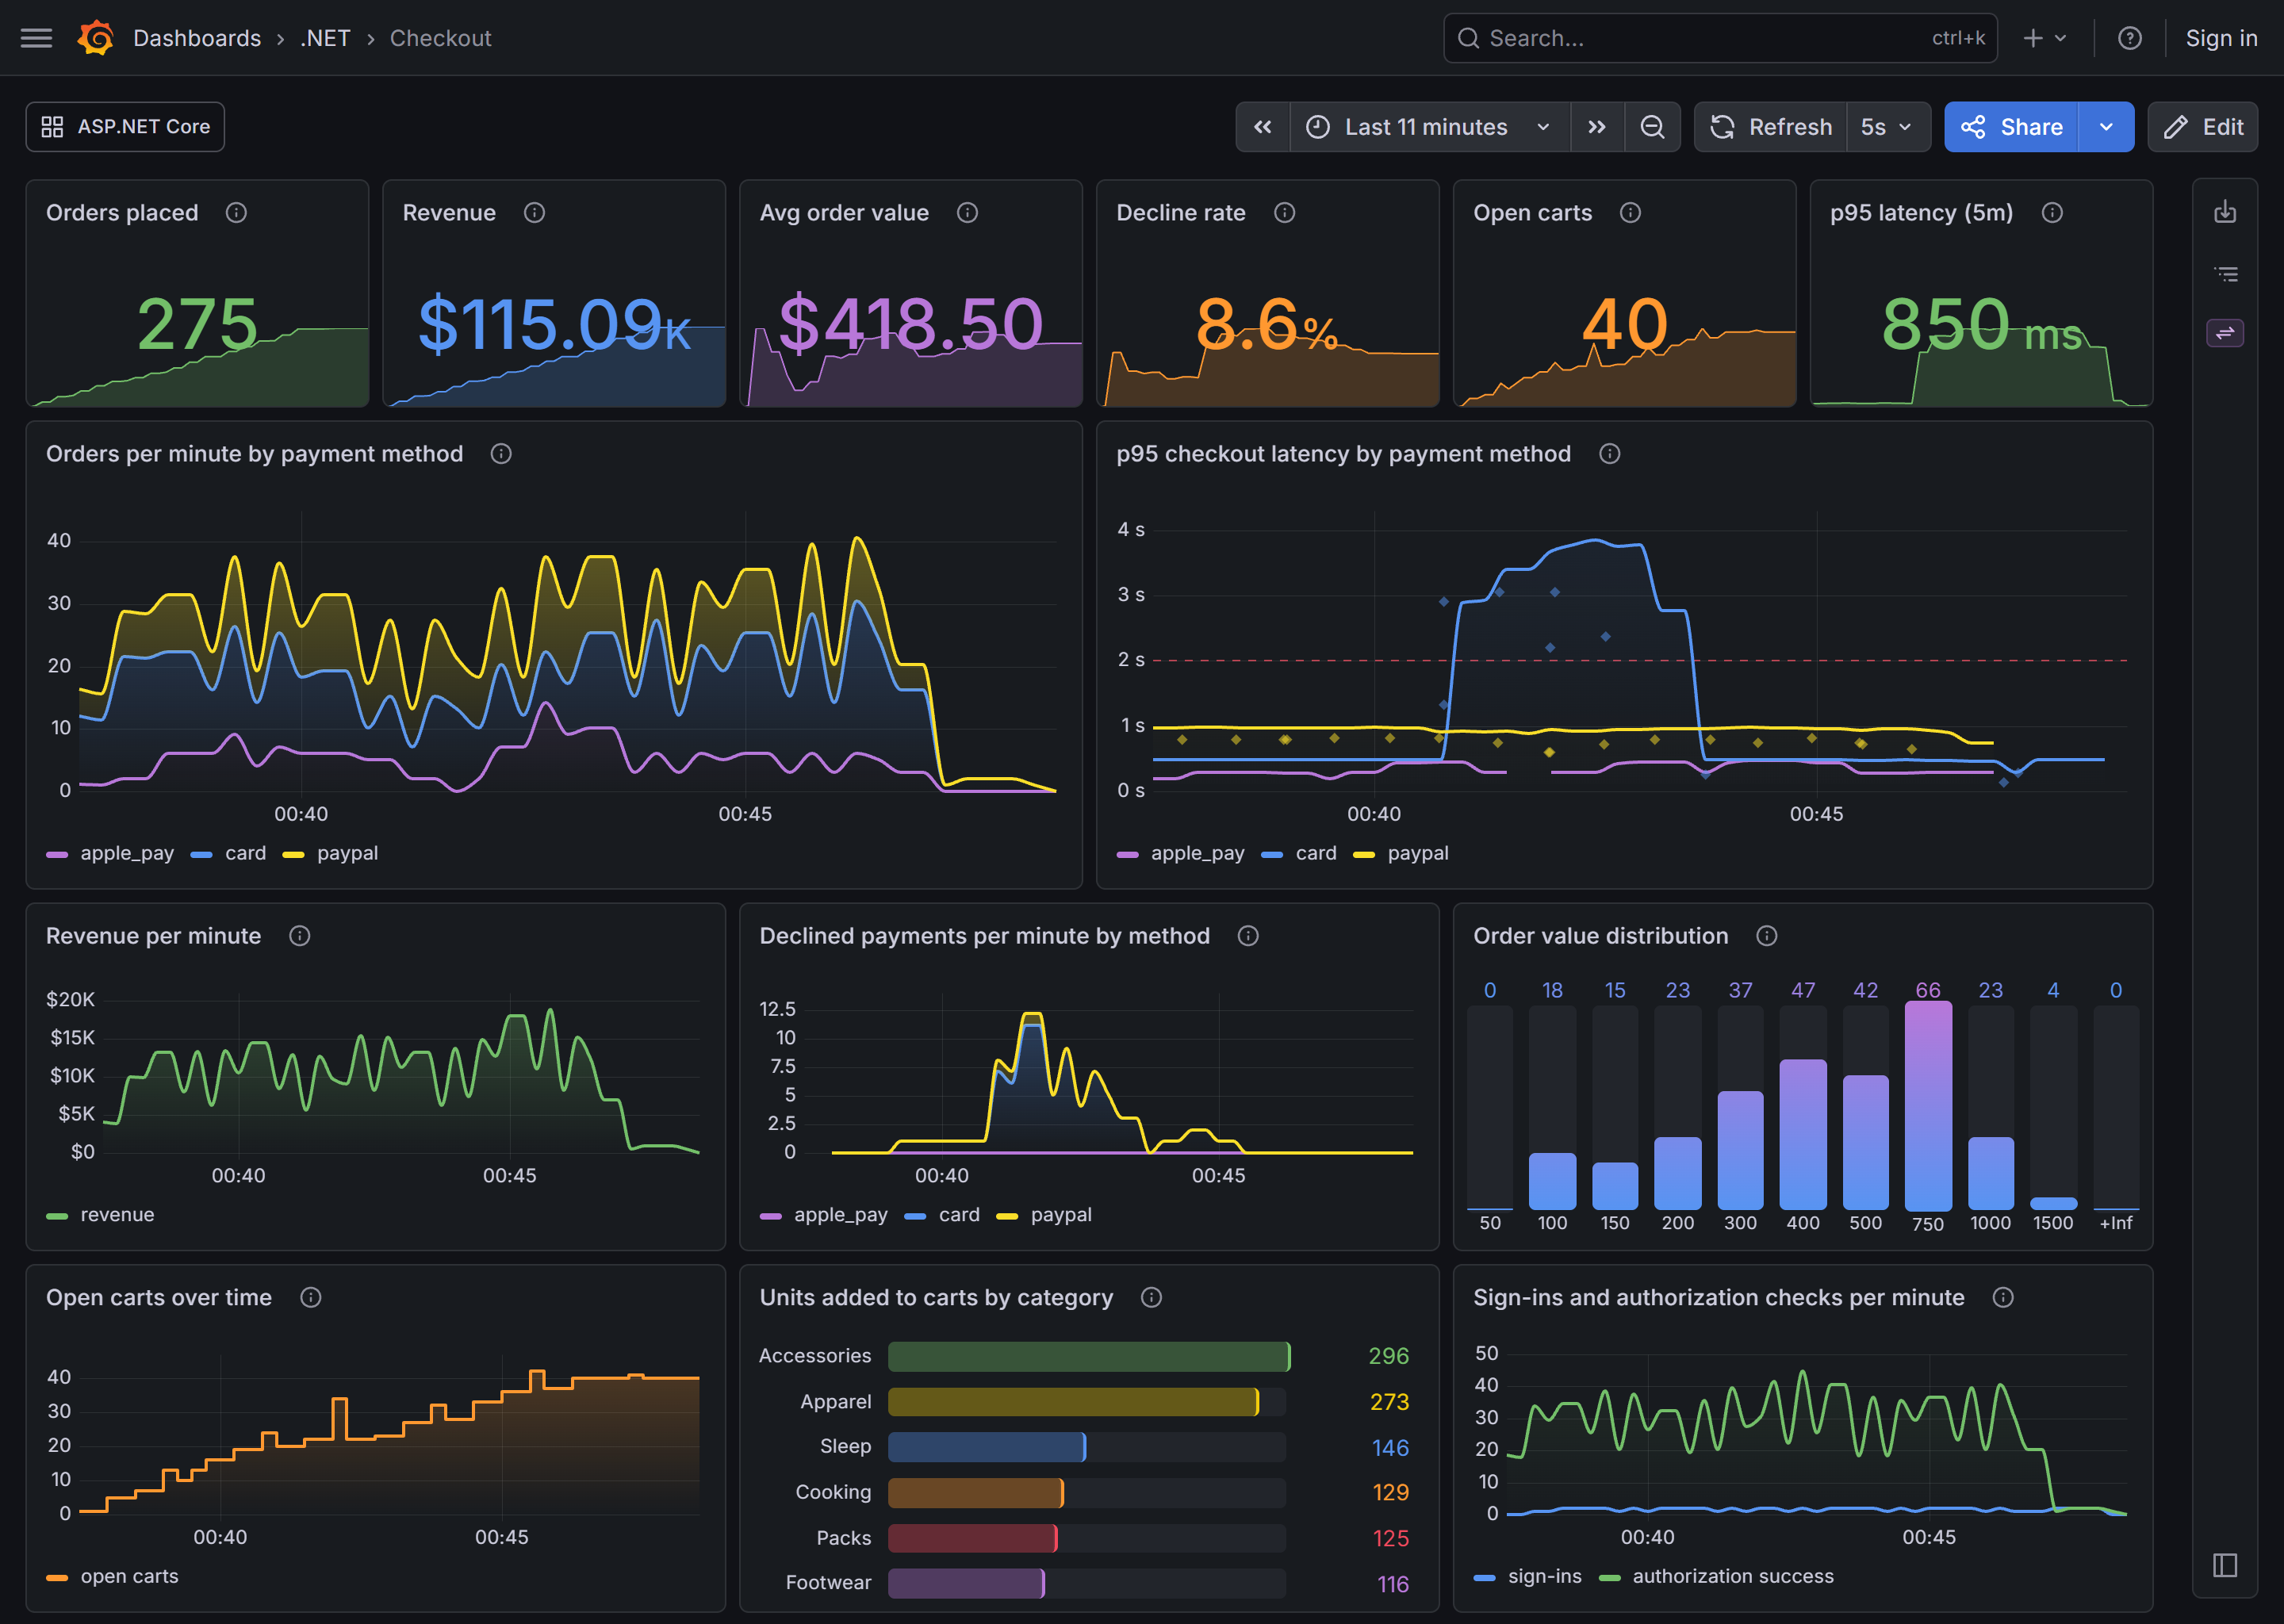 Dashboards › .NET › Checkout
Search... ctrl+k
Sign in
ASP.NET Core
Last 11 minutes
Refresh 5s
Share
Edit
Orders placed
275
Revenue
$115.09K
Avg order value
$418.50
Decline rate
8.6%
Open carts
40
p95 latency (5m)
850 ms
Orders per minute by payment method
40
30
20
10
0
00:40 00:45
apple_pay card paypal
p95 checkout latency by payment method
4 s
3 s
2 s
1 s
0 s
00:40 00:45
apple_pay card paypal
Revenue per minute
$20K
$15K
$10K
$5K
$0
00:40 00:45
revenue
Declined payments per minute by method
12.5
10
7.5
5
2.5
0
00:40 00:45
apple_pay card paypal
Order value distribution
0 18 15 23 37 47 42 66 23 4 0
50 100 150 200 300 400 500 750 1000 1500 +Inf
Open carts over time
40
30
20
10
0
00:40 00:45
open carts
Units added to carts by category
Accessories 296
Apparel 273
Sleep 146
Cooking 129
Packs 125
Footwear 116
Sign-ins and authorization checks per minute
50
40
30
20
10
0
00:40 00:45
sign-ins authorization success